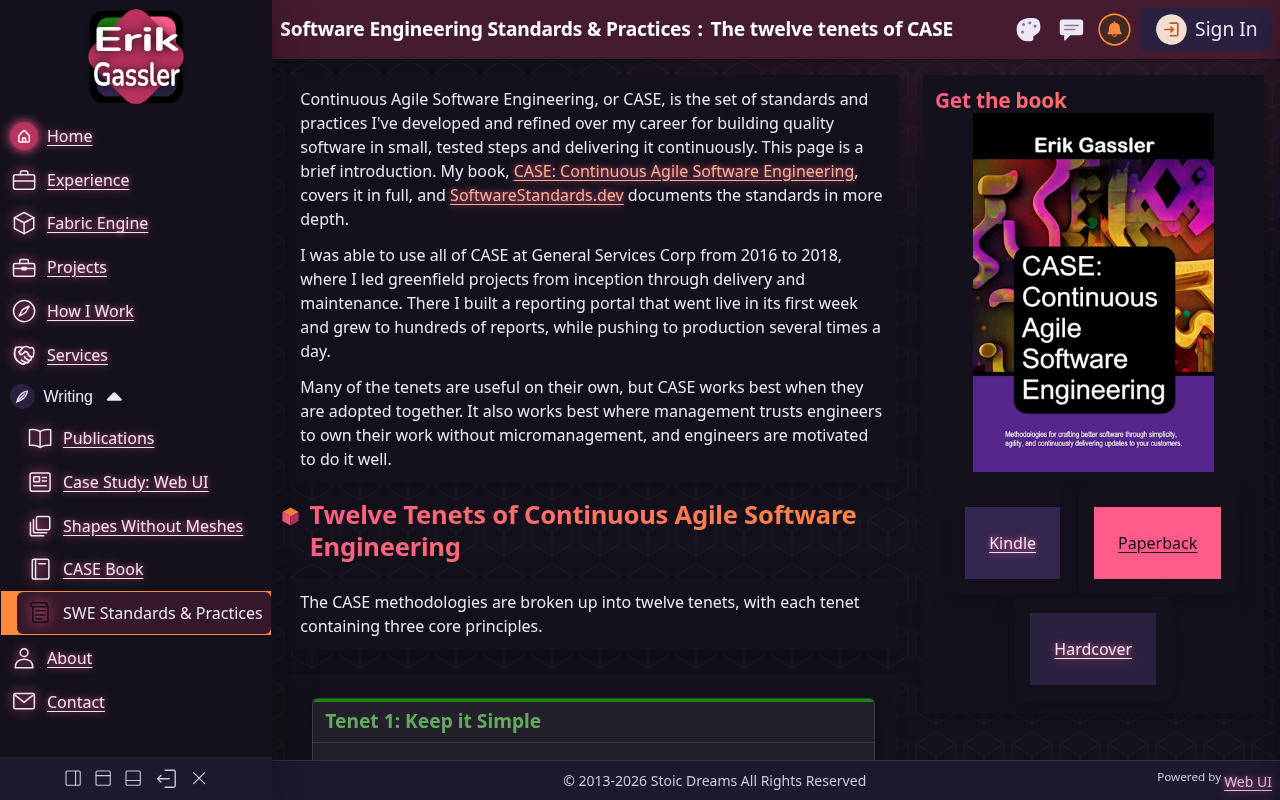 Erik
Gassler
Home
Experience
Fabric Engine
Projects
How I Work
Services
Writing
Publications
Case Study: Web UI
Shapes Without Meshes
CASE Book
SWE Standards & Practices
About
Contact
Software Engineering Standards & Practices : The twelve tenets of CASE
Sign In
Continuous Agile Software Engineering, or CASE, is the set of standards and
practices I've developed and refined over my career for building quality
software in small, tested steps and delivering it continuously. This page is a
brief introduction. My book, CASE: Continuous Agile Software Engineering,
covers it in full, and SoftwareStandards.dev documents the standards in more
depth.
I was able to use all of CASE at General Services Corp from 2016 to 2018,
where I led greenfield projects from inception through delivery and
maintenance. There I built a reporting portal that went live in its first week
and grew to hundreds of reports, while pushing to production several times a
day.
Many of the tenets are useful on their own, but CASE works best when they
are adopted together. It also works best where management trusts engineers
to own their work without micromanagement, and engineers are motivated
to do it well.
Twelve Tenets of Continuous Agile Software
Engineering
The CASE methodologies are broken up into twelve tenets, with each tenet
containing three core principles.
Tenet 1: Keep it Simple
Get the book
Erik Gassler
CASE:
Continuous
Agile
Software
Engineering
Methodologies for crafting better software through simplicity,
agility, and continuously delivering updates to your customers.
Kindle
Paperback
Hardcover
© 2013-2026 Stoic Dreams All Rights Reserved
Powered by Web UI